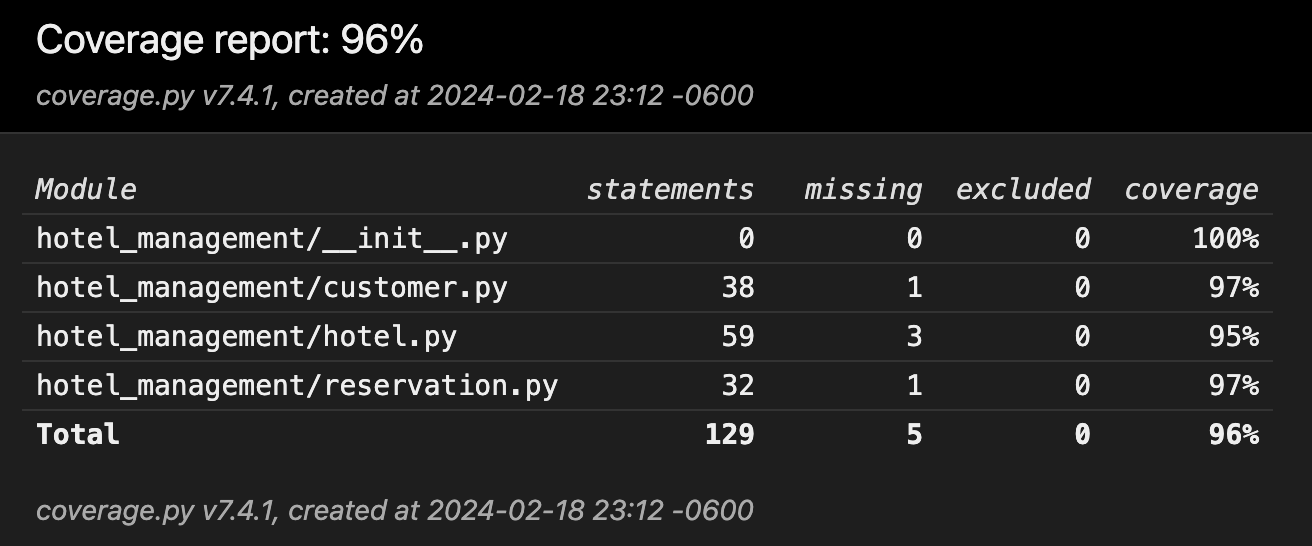 Coverage report: 96%
coverage.py v7.4.1, created at 2024-02-18 23:12 -0600
Module statements missing excluded coverage
hotel_management/__init__.py 0 0 0 100%
hotel_management/customer.py 38 1 0 97%
hotel_management/hotel.py 59 3 0 95%
hotel_management/reservation.py 32 1 0 97%
Total 129 5 0 96%
coverage.py v7.4.1, created at 2024-02-18 23:12 -0600